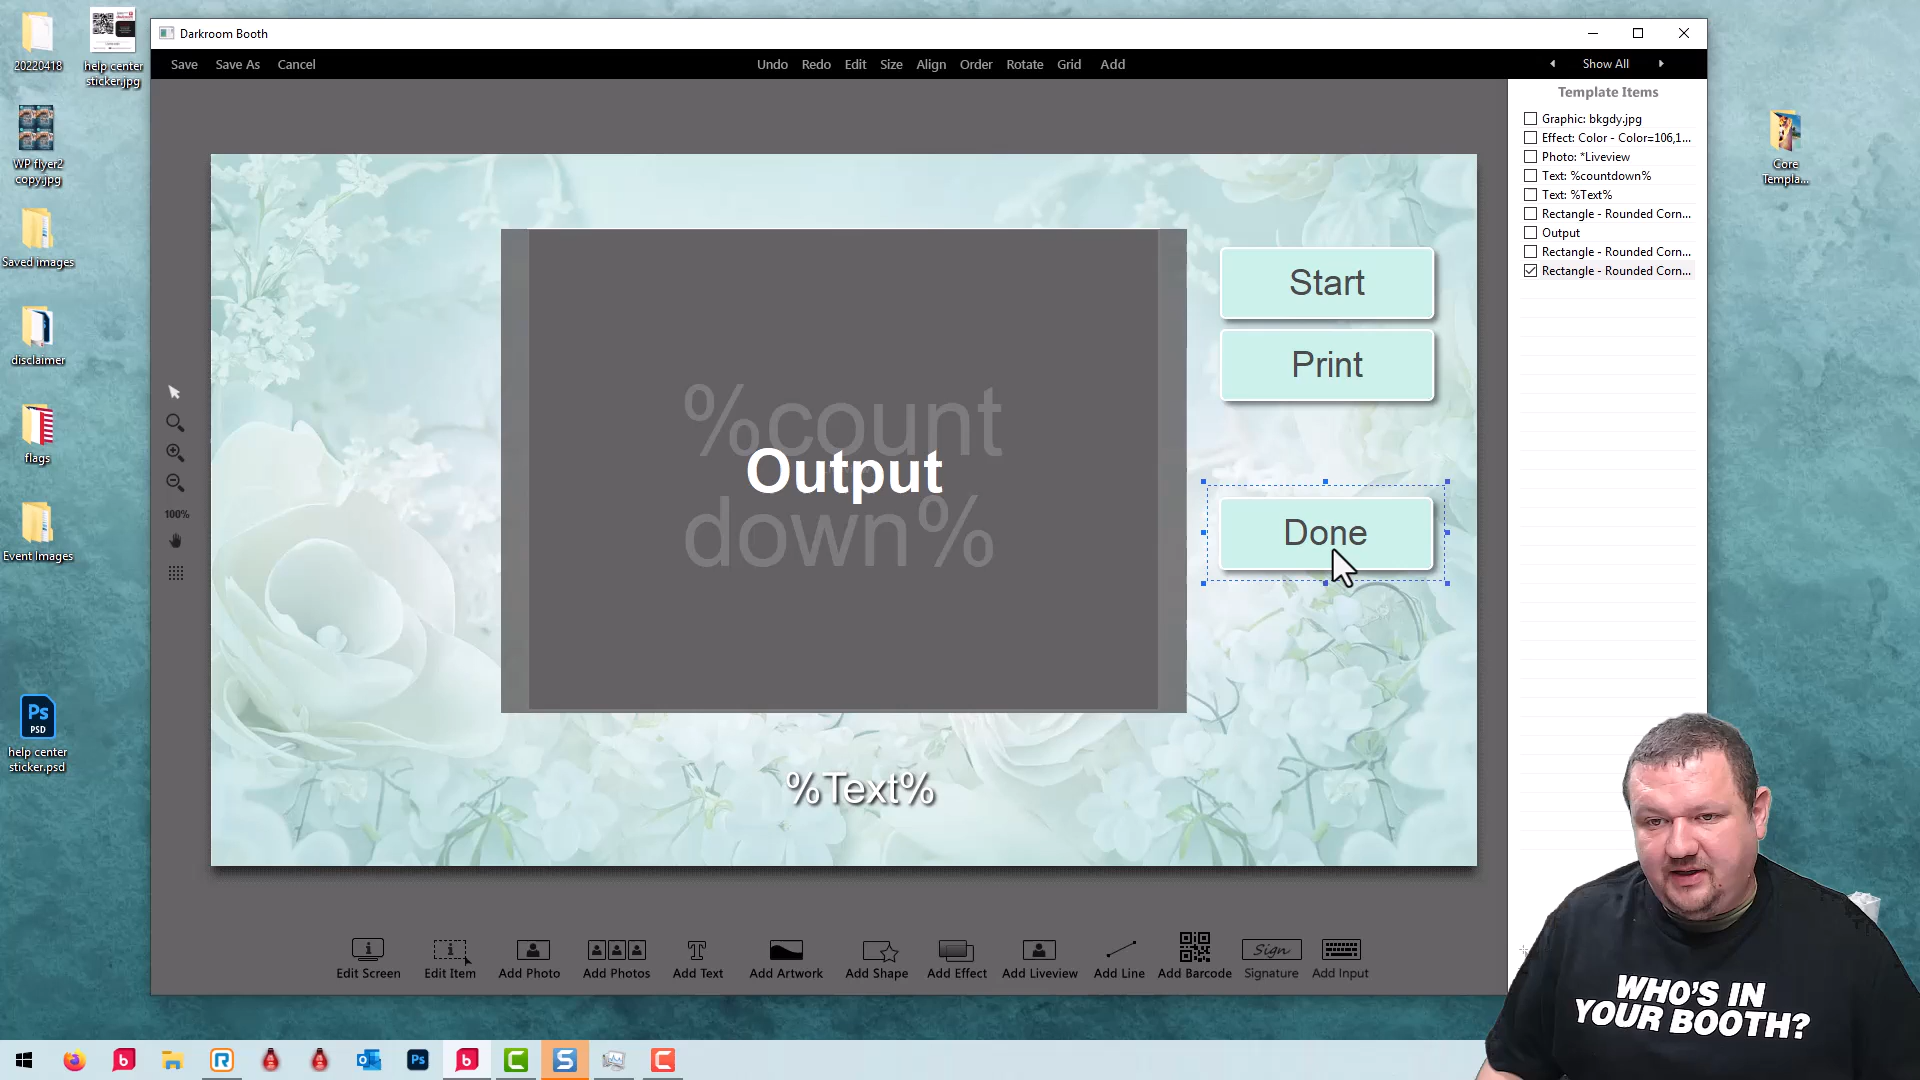 20220418
help center
sticker.jpg
WP flyer2
copy.jpg
Saved images
disclaimer
flags
Event Images
Ps
PSD
help center
sticker.psd
Darkroom Booth
Save Save As Cancel
Undo Redo Edit Size Align Order Rotate Grid Add
Show All
Template Items
Graphic: bkgdy.jpg
Effect: Color - Color=106,1...
Photo: *Liveview
Text: %countdown%
Text: %Text%
Rectangle - Rounded Corn...
Output
Rectangle - Rounded Corn...
Rectangle - Rounded Corn...
100%
%count
Output
down%
Start
Print
Done
%Text%
Edit Screen
Edit Item
Add Photo
Add Photos
Add Text
Add Artwork
Add Shape
Add Effect
Add Liveview
Add Line
Add Barcode
Sign
Signature
Add Input
Core
Templa...
WHO'S IN
YOUR BOOTH?
b
R
Ps
b
C
S
C